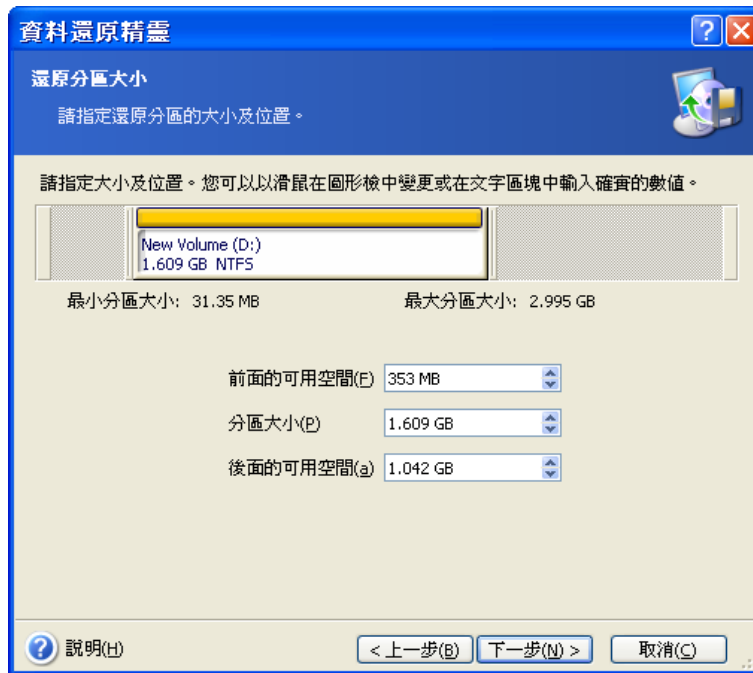 資料還原精靈
還原分區大小
請指定還原分區的大小及位置。
請指定大小及位置。您可以以滑鼠在圖形檔中變更或在文字區塊中輸入確實的數值。
New Volume (D:)
1.609 GB NTFS
最小分區大小: 31.35 MB 最大分區大小: 2.995 GB
前面的可用空間(F) 353 MB
分區大小(P) 1.609 GB
後面的可用空間(a) 1.042 GB
說明(H) < 上一步(B) 下一步(N) > 取消(C)